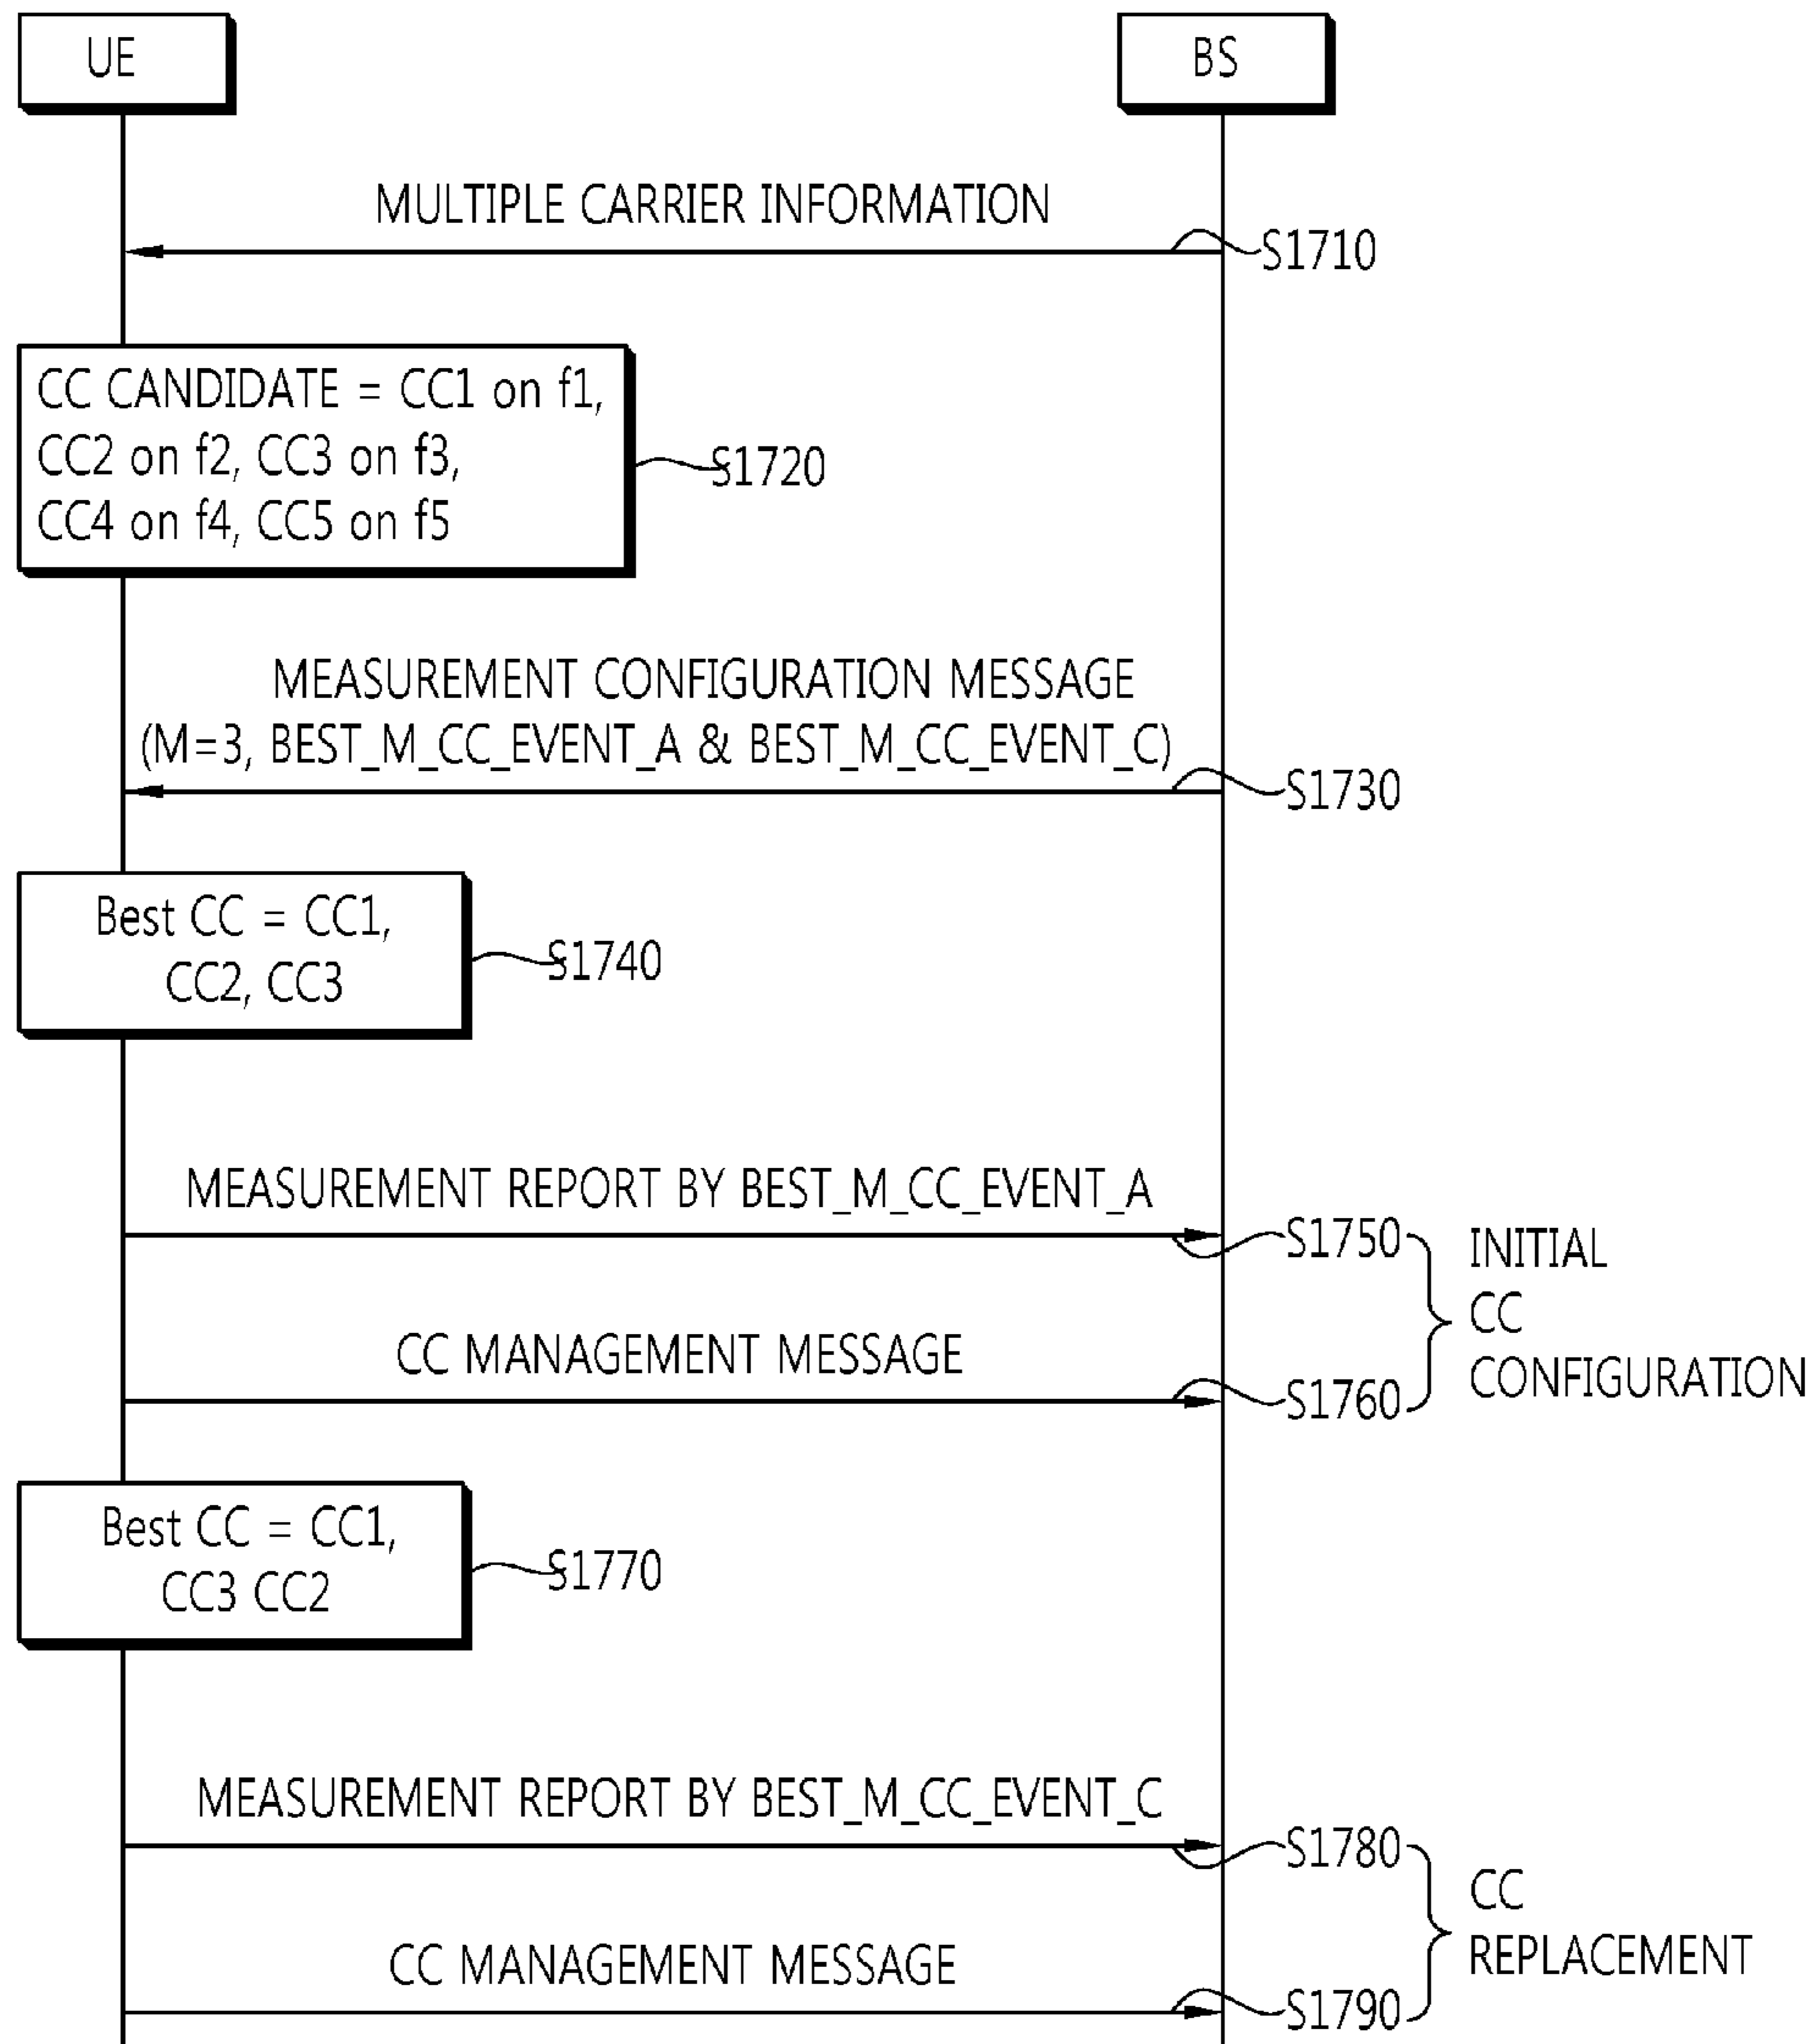 UE
BS
MULTIPLE CARRIER INFORMATION
S1710
CC CANDIDATE = CC1 on f1,
CC2 on f2, CC3 on f3,
CC4 on f4, CC5 on f5
S1720
MEASUREMENT CONFIGURATION MESSAGE
(M=3, BEST_M_CC_EVENT_A & BEST_M_CC_EVENT_C)
S1730
Best CC = CC1,
CC2, CC3
S1740
MEASUREMENT REPORT BY BEST_M_CC_EVENT_A
S1750
INITIAL
CC
CONFIGURATION
CC MANAGEMENT MESSAGE
S1760
Best CC = CC1,
CC3 CC2
S1770
MEASUREMENT REPORT BY BEST_M_CC_EVENT_C
S1780
CC
REPLACEMENT
CC MANAGEMENT MESSAGE
S1790